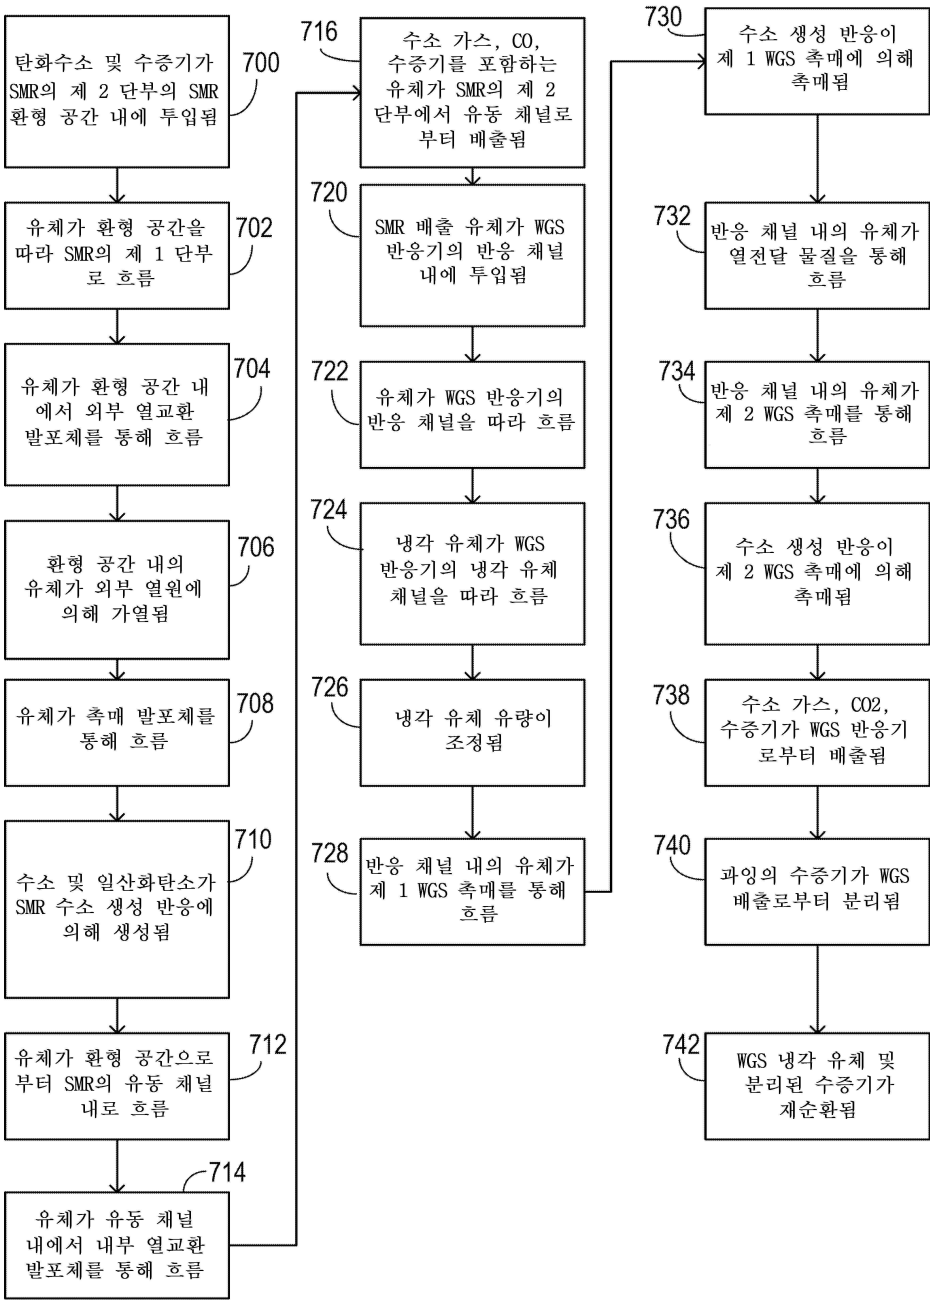 탄화수소 및 수증기가
SMR의 제 2 단부의 SMR
환형 공간 내에 투입됨
700
유체가 환형 공간을
따라 SMR의 제 1 단부
로 흐름
702
유체가 환형 공간 내
에서 외부 열교환
발포체를 통해 흐름
704
환형 공간 내의
유체가 외부 열원에
의해 가열됨
706
유체가 촉매 발포체를
통해 흐름
708
수소 및 일산화탄소가
SMR 수소 생성 반응에
의해 생성됨
710
유체가 환형 공간으로
부터 SMR의 유동 채널
내로 흐름
712
유체가 유동 채널
내에서 내부 열교환
발포체를 통해 흐름
714
716
수소 가스, CO,
수증기를 포함하는
유체가 SMR의 제 2
단부에서 유동 채널로
부터 배출됨
720
SMR 배출 유체가 WGS
반응기의 반응 채널
내에 투입됨
722
유체가 WGS 반응기의
반응 채널을 따라 흐름
724
냉각 유체가 WGS
반응기의 냉각 유체
채널을 따라 흐름
726
냉각 유체 유량이
조정됨
728
반응 채널 내의 유체가
제 1 WGS 촉매를 통해
흐름
730
수소 생성 반응이
제 1 WGS 촉매에 의해
촉매됨
732
반응 채널 내의 유체가
열전달 물질을 통해
흐름
734
반응 채널 내의 유체가
제 2 WGS 촉매를 통해
흐름
736
수소 생성 반응이
제 2 WGS 촉매에 의해
촉매됨
738
수소 가스, CO2,
수증기가 WGS 반응기
로부터 배출됨
740
과잉의 수증기가 WGS
배출로부터 분리됨
742
WGS 냉각 유체 및
분리된 수증기가
재순환됨